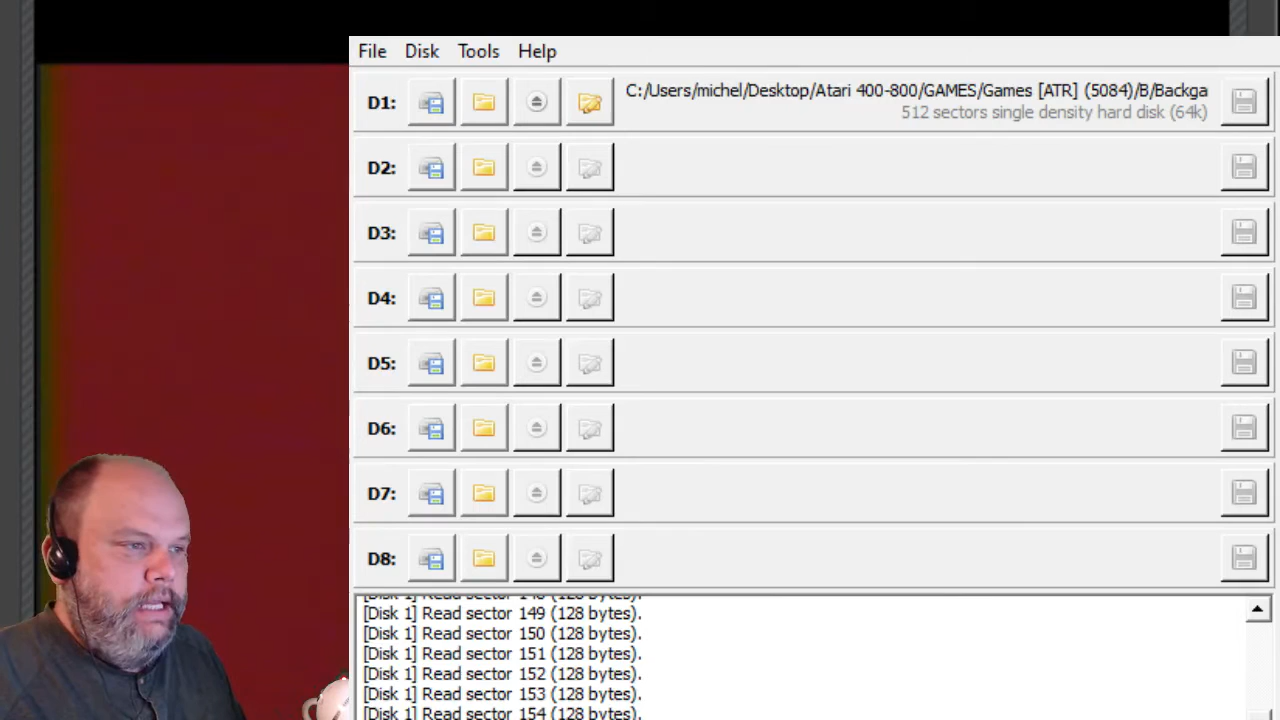 File Disk Tools Help
D1: C:/Users/michel/Desktop/Atari 400-800/GAMES/Games [ATR] (5084)/B/Backga
512 sectors single density hard disk (64k)
D2:
D3:
D4:
D5:
D6:
D7:
D8:
[Disk 1] Read sector 149 (128 bytes).
[Disk 1] Read sector 150 (128 bytes).
[Disk 1] Read sector 151 (128 bytes).
[Disk 1] Read sector 152 (128 bytes).
[Disk 1] Read sector 153 (128 bytes).
[Disk 1] Read sector 154 (128 bytes).